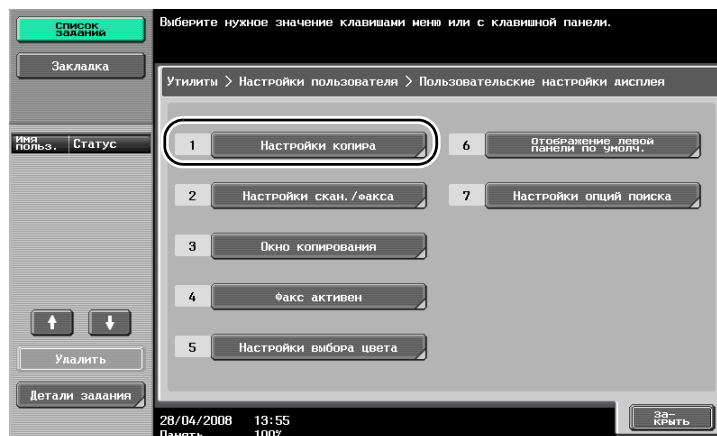 Список
заданий
Закладка
Имя
польз.
Статус
Удалить
Детали задания
Выберите нужное значение клавишами меню или с клавишной панели.
Утилиты > Настройки пользователя > Пользовательские настройки дисплея
1 Настройки копира
2 Настройки скан./факса
3 Окно копирования
4 Факс активен
5 Настройки выбора цвета
6 Отображение левой
панели по умолч.
7 Настройки опций поиска
28/04/2008 13:55
Память 100%
За-
крыть